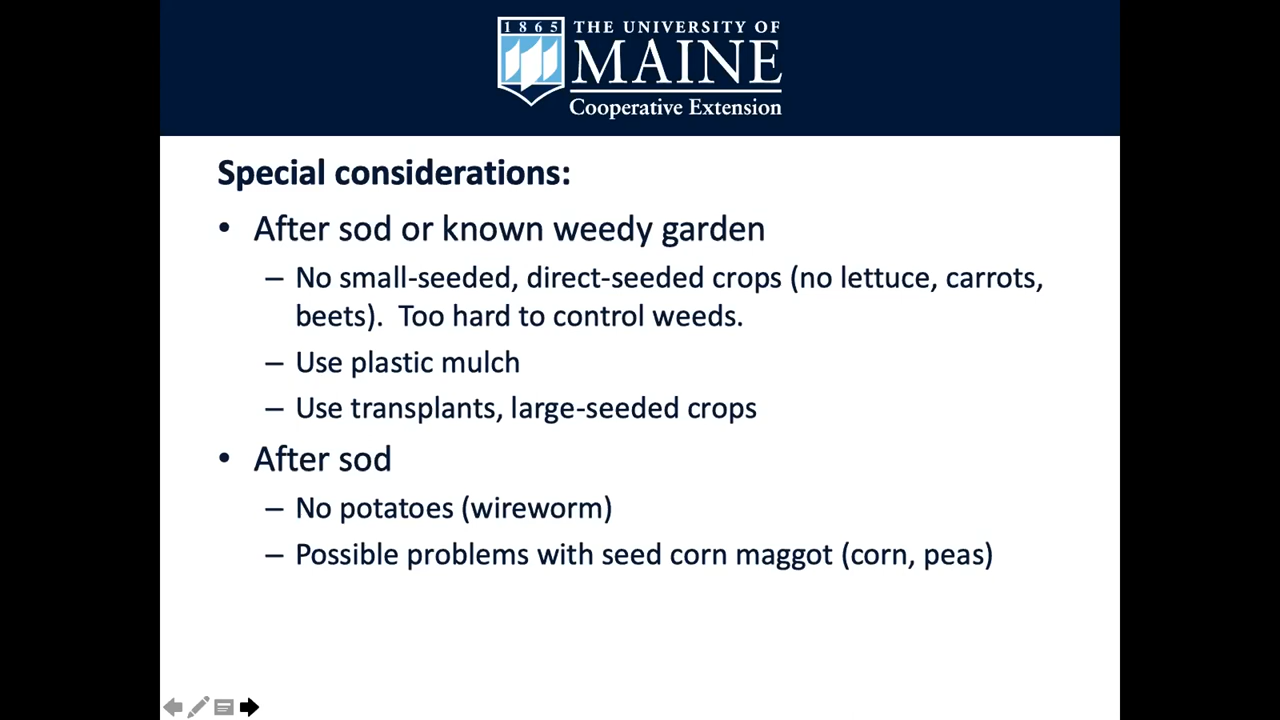 1865
THE UNIVERSITY OF
MAINE
Cooperative Extension
Special considerations:
• After sod or known weedy garden
– No small-seeded, direct-seeded crops (no lettuce, carrots,
beets).  Too hard to control weeds.
– Use plastic mulch
– Use transplants, large-seeded crops
• After sod
– No potatoes (wireworm)
– Possible problems with seed corn maggot (corn, peas)